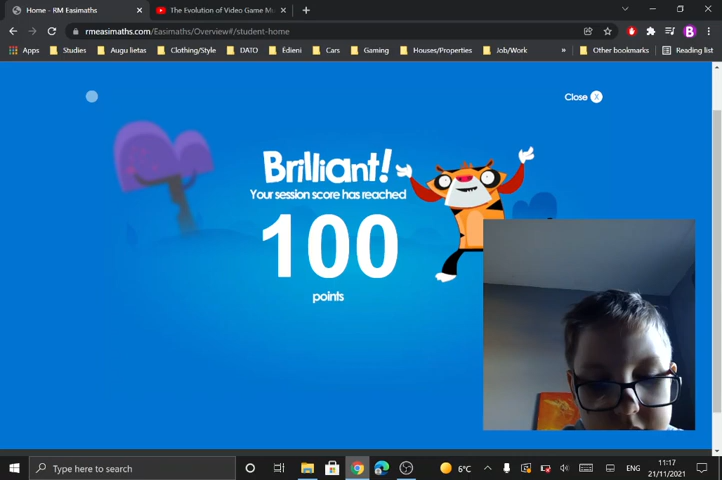 Home - RM Easimaths
The Evolution of Video Game Mu
rmeasimaths.com/Easimaths/Overview#/student-home
B
Apps Studies Augu lietas Clothing/Style DATO Edieni Cars Gaming Houses/Properties Job/Work » Other bookmarks Reading list
Close X
Brilliant!
Your session score has reached
100
points
Type here to search
6°C
ENG
11:17
21/11/2021